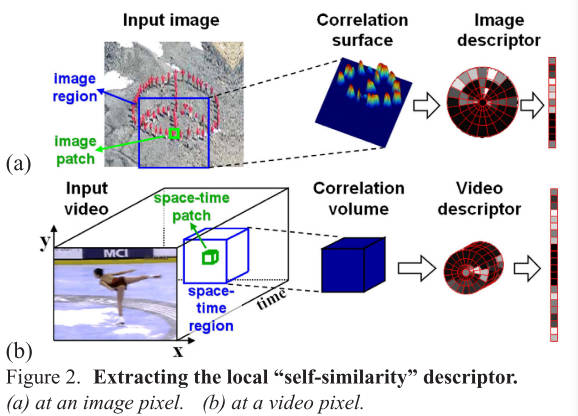 Input image
Correlation surface
Image descriptor
image region
image patch
(a)
Input video
space-time patch
Correlation volume
Video descriptor
y
MCI
space-time region
time
x
(b)
Figure 2. Extracting the local “self-similarity” descriptor.
(a) at an image pixel. (b) at a video pixel.